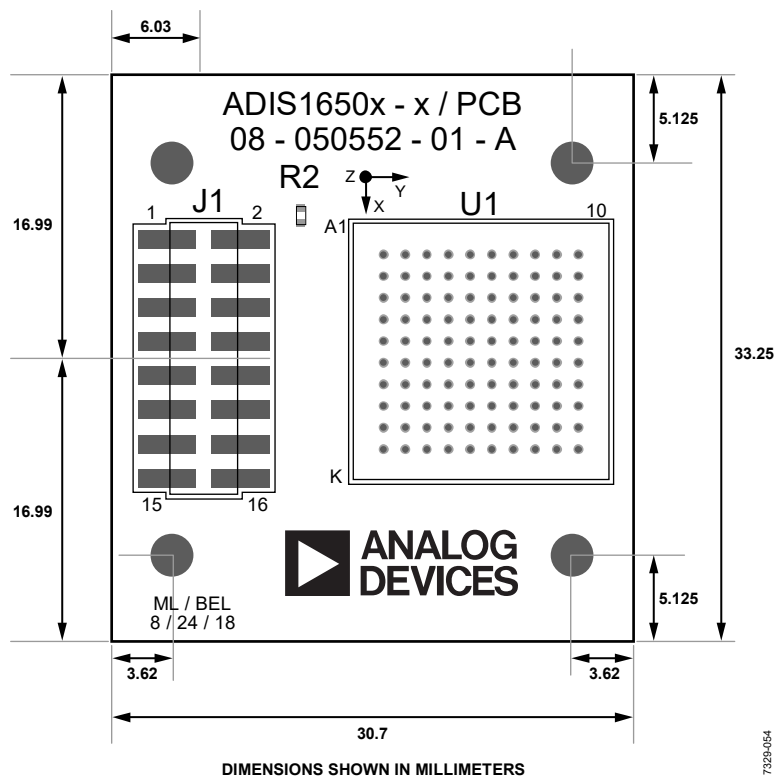 6.03
ADIS1650x - x / PCB
08 - 050552 - 01 - A
5.125
R2
Z
Y
X
J1
U1
1
2
A1
10
16.99
33.25
K
15
16
16.99
ANALOG
DEVICES
5.125
ML / BEL
8 / 24 / 18
3.62
3.62
30.7
DIMENSIONS SHOWN IN MILLIMETERS
7329-054